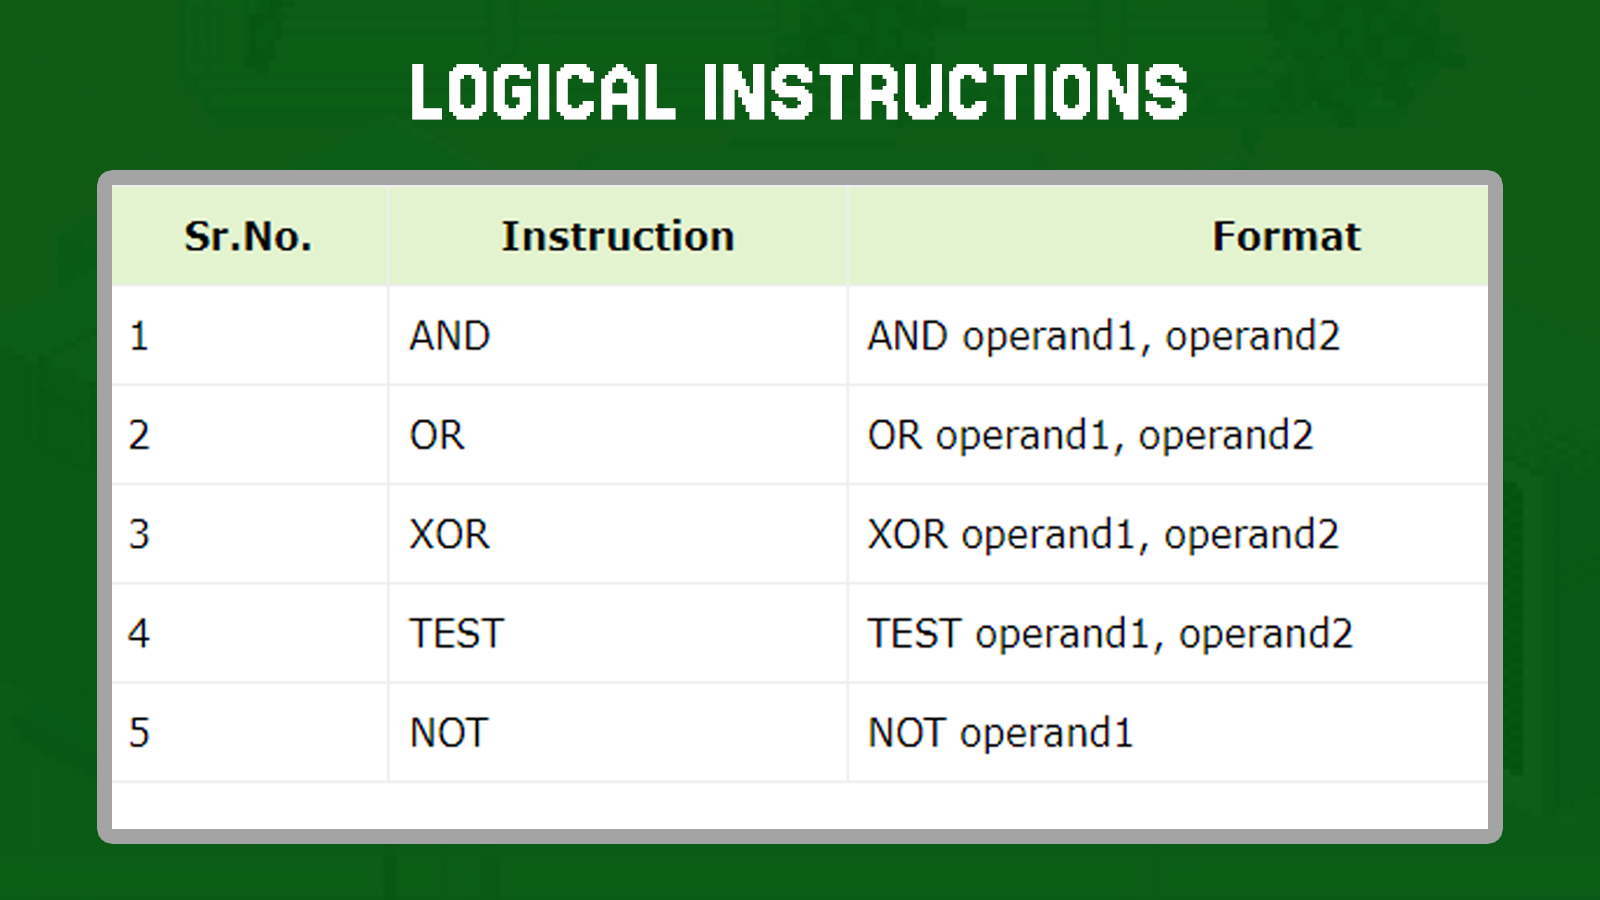 LOGICAL INSTRUCTIONS
Sr.No. Instruction Format
1 AND AND operand1, operand2
2 OR OR operand1, operand2
3 XOR XOR operand1, operand2
4 TEST TEST operand1, operand2
5 NOT NOT operand1